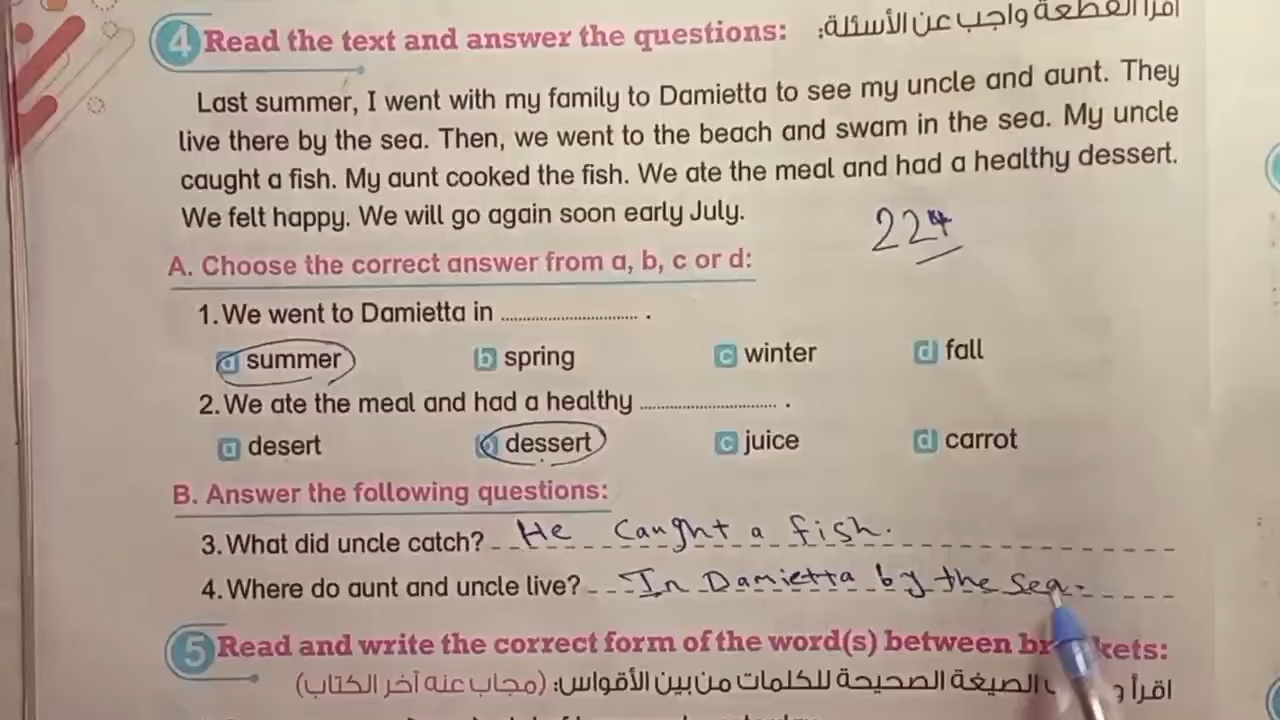 4 Read the text and answer the questions: اقرأ القطعة واجب عن الأسئلة:
Last summer, I went with my family to Damietta to see my uncle and aunt. They
live there by the sea. Then, we went to the beach and swam in the sea. My uncle
caught a fish. My aunt cooked the fish. We ate the meal and had a healthy dessert.
We felt happy. We will go again soon early July.
224
A. Choose the correct answer from a, b, c or d:
1. We went to Damietta in .................................. .
a summer b spring c winter d fall
2. We ate the meal and had a healthy .................................. .
a desert b dessert c juice d carrot
B. Answer the following questions:
3. What did uncle catch? He Caught a fish.
4. Where do aunt and uncle live? In Damietta by the sea.
5 Read and write the correct form of the word(s) between brackets:
اقرأ الصيغة الصحيحة للكلمات من بين الأقواس: (مجاب عنه آخر الكتاب)